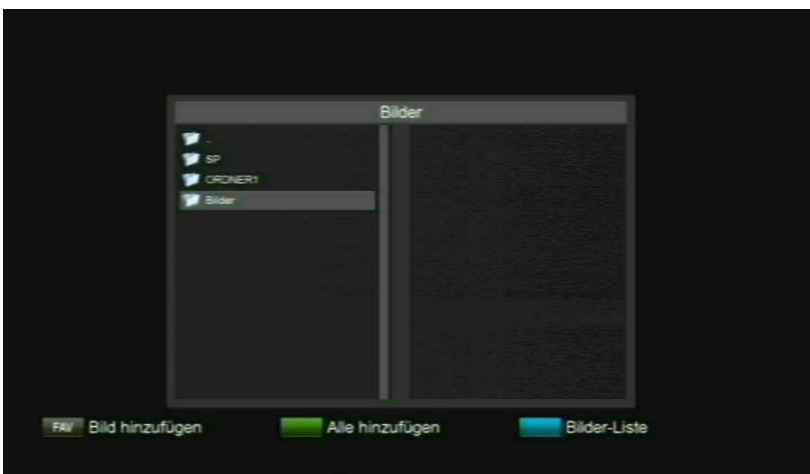 Bilder
..
SP
ORDNER1
Bilder
FAV Bild hinzufügen
Alle hinzufügen
Bilder-Liste